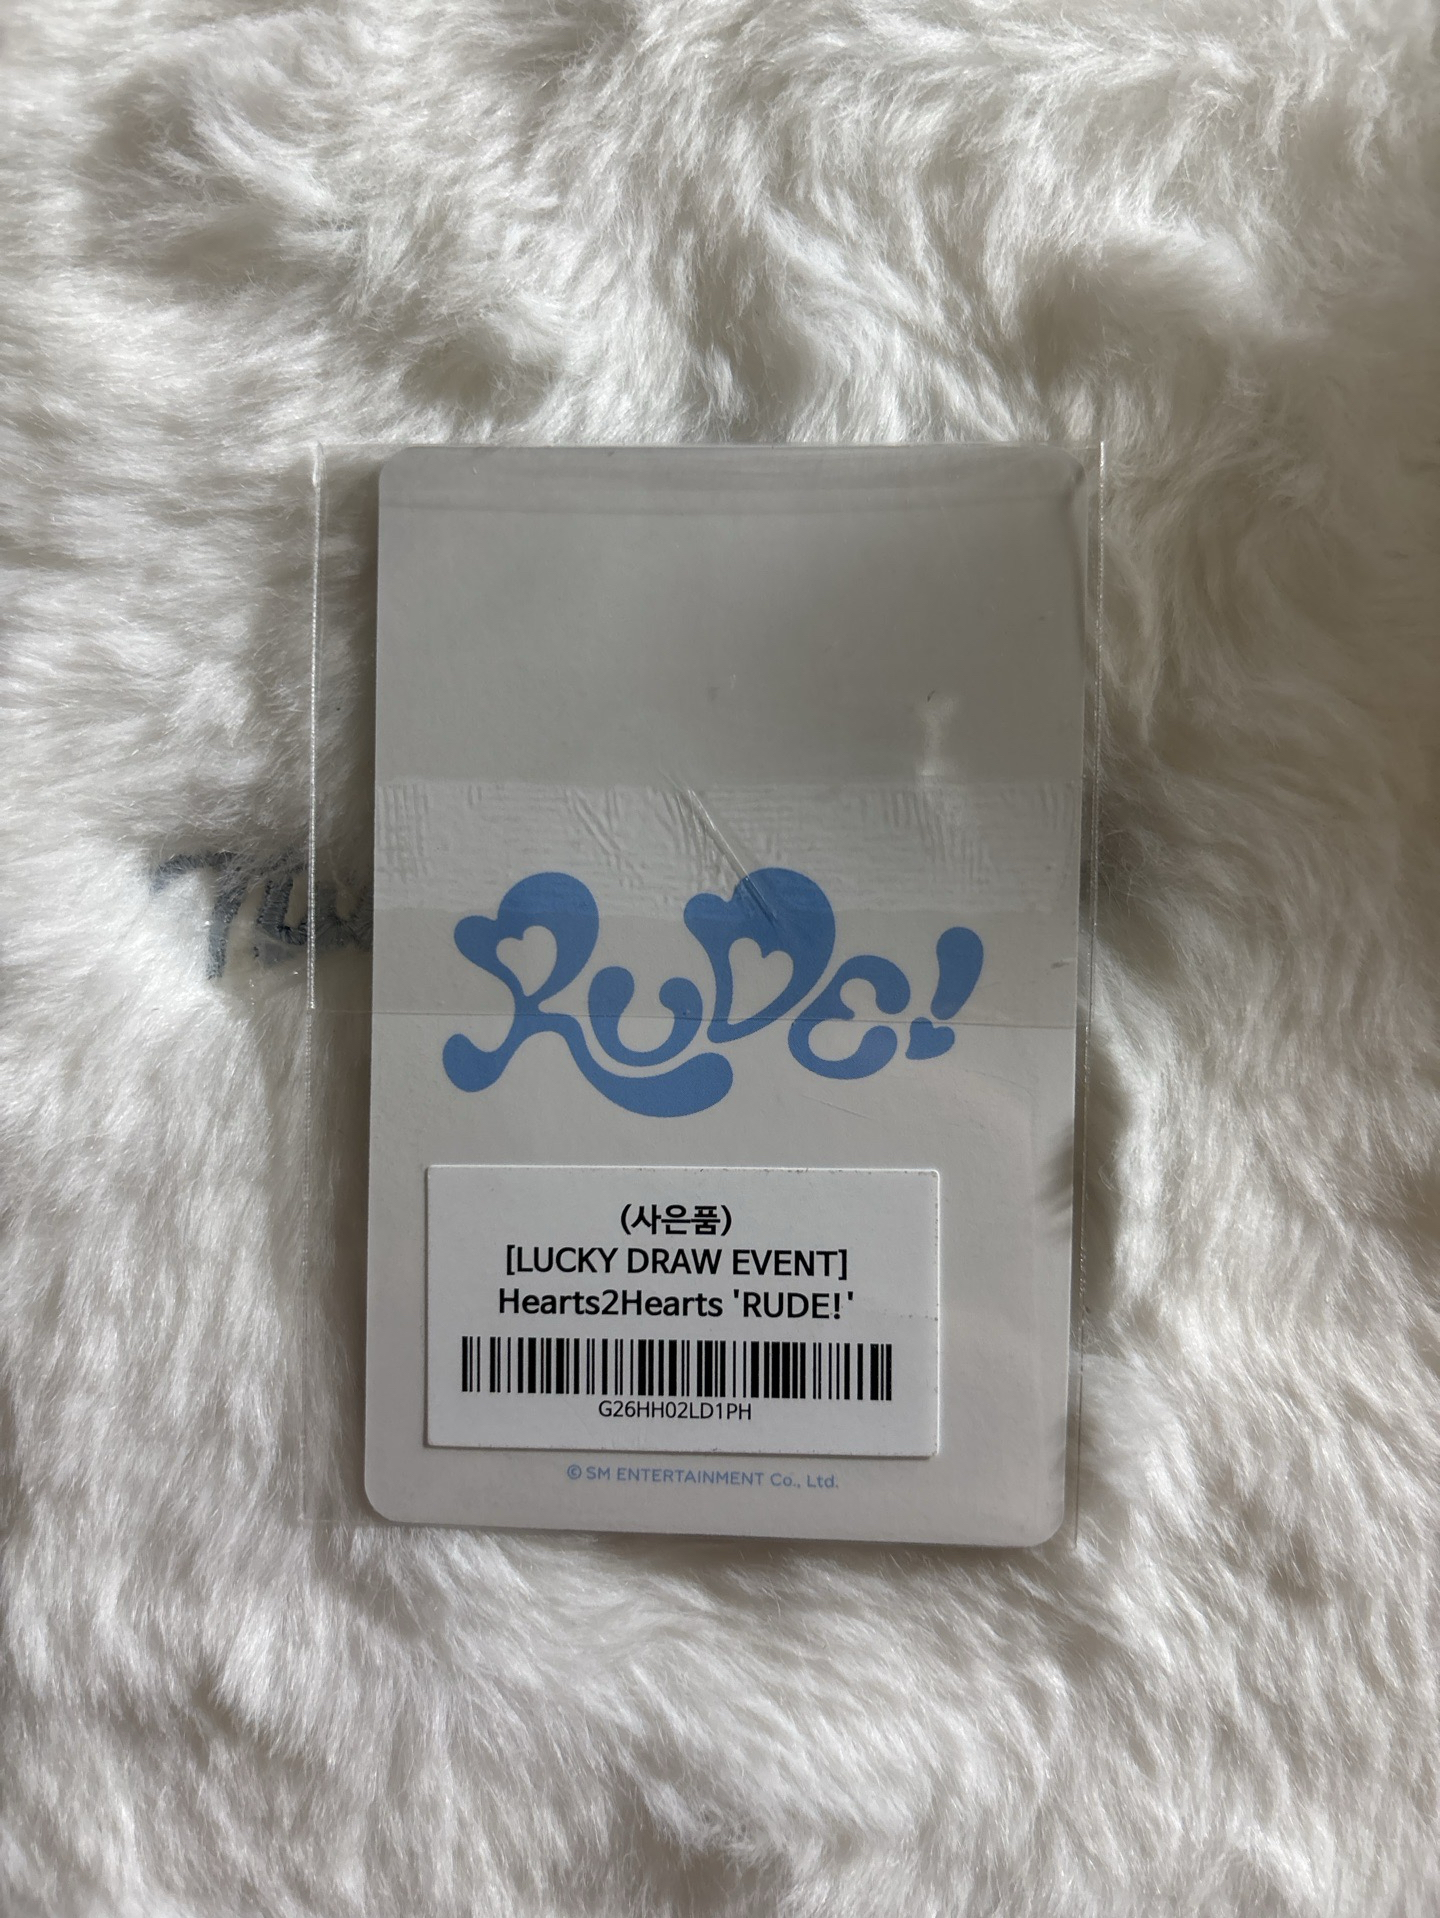 RUDE!
(사은품)
[LUCKY DRAW EVENT]
Hearts2Hearts 'RUDE!'
G26HH02LD1PH
© SM ENTERTAINMENT Co., Ltd.